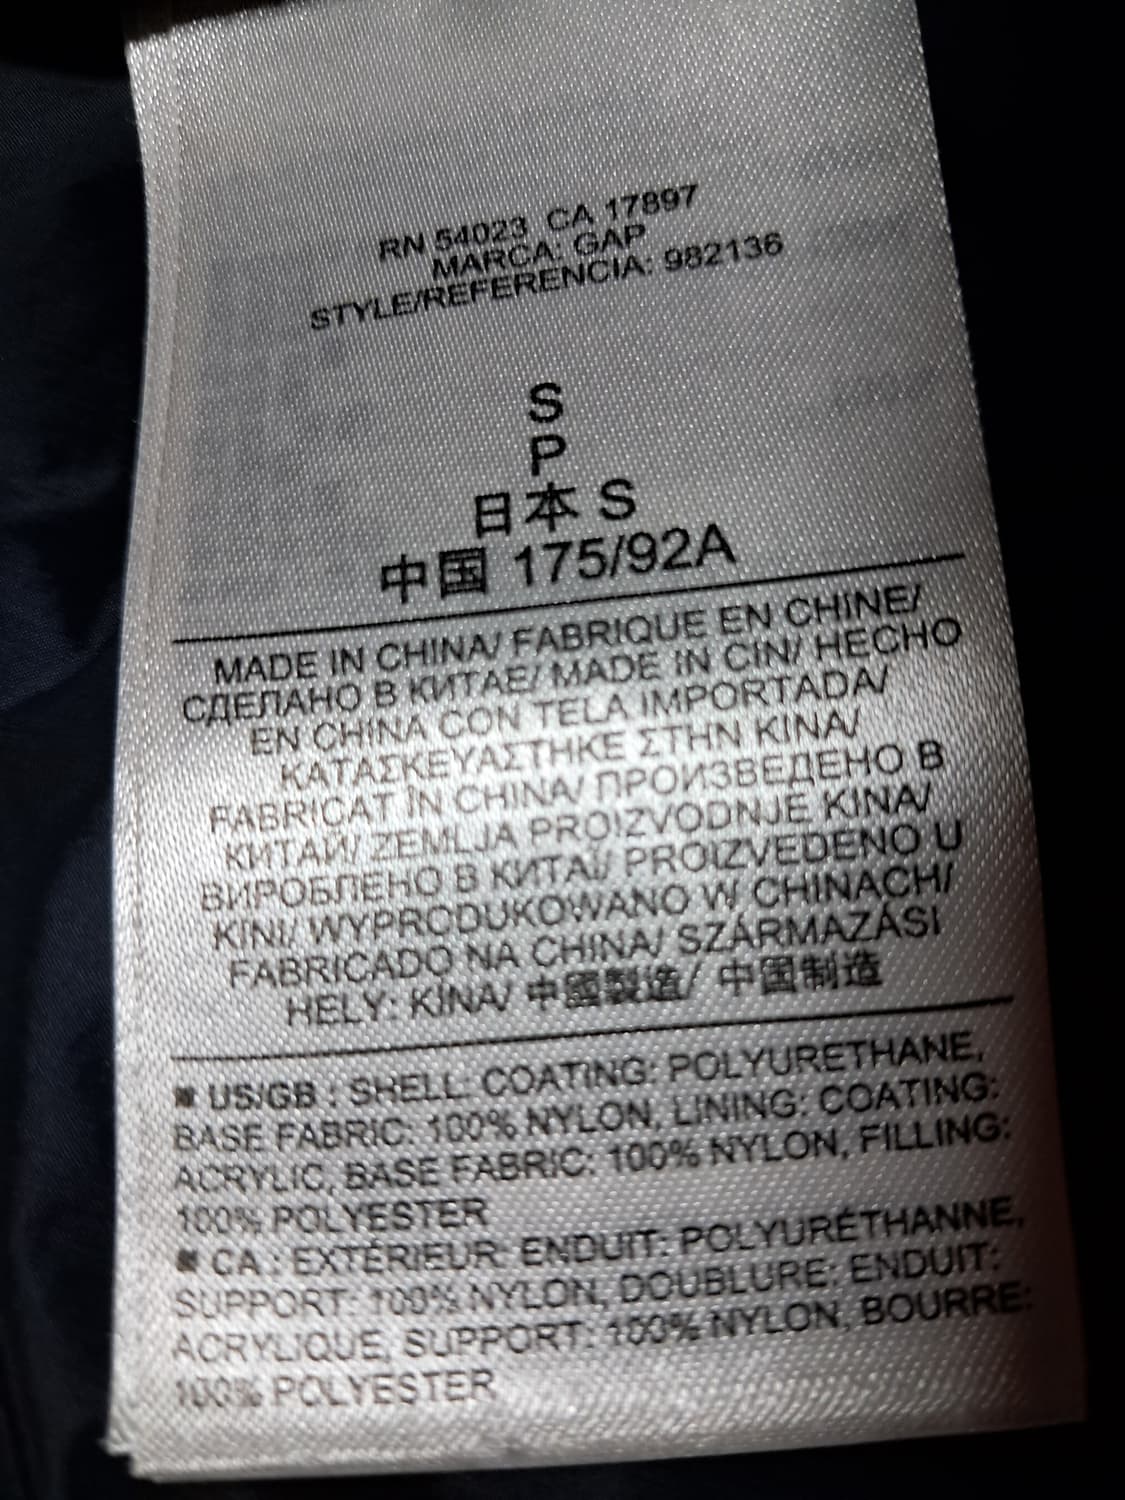 RN 54023 CA 17897
MARCA: GAP
STYLE/REFERENCIA: 982136
S
P
日本 S
中国 175/92A
MADE IN CHINA/ FABRIQUE EN CHINE/
СДЕЛАНО В КИТАЕ/ MADE IN CIN/ HECHO
EN CHINA CON TELA IMPORTADA/
ΚΑΤΑΣΚΕΥΑΣΤΗΚΕ ΣΤΗΝ ΚΙΝΑ/
FABRICAT ÎN CHINA/ ПРОИЗВЕДЕНО В
КИТАЙ/ ZEMLJA PROIZVODNJE KINA/
ВИРОБЛЕНО В КИТАЇ/ PROIZVEDENO U
KINI/ WYPRODUKOWANO W CHINACH/
FABRICADO NA CHINA/ SZÁRMAZÁSI
HELY: KÍNA/ 中國製造/ 中国制造
■ US/GB : SHELL: COATING: POLYURETHANE,
BASE FABRIC: 100% NYLON, LINING: COATING:
ACRYLIC, BASE FABRIC: 100% NYLON, FILLING:
100% POLYESTER
■ CA : EXTÉRIEUR: ENDUIT: POLYURÉTHANNE,
SUPPORT: 100% NYLON, DOUBLURE: ENDUIT:
ACRYLIQUE, SUPPORT: 100% NYLON, BOURRE:
100% POLYESTER